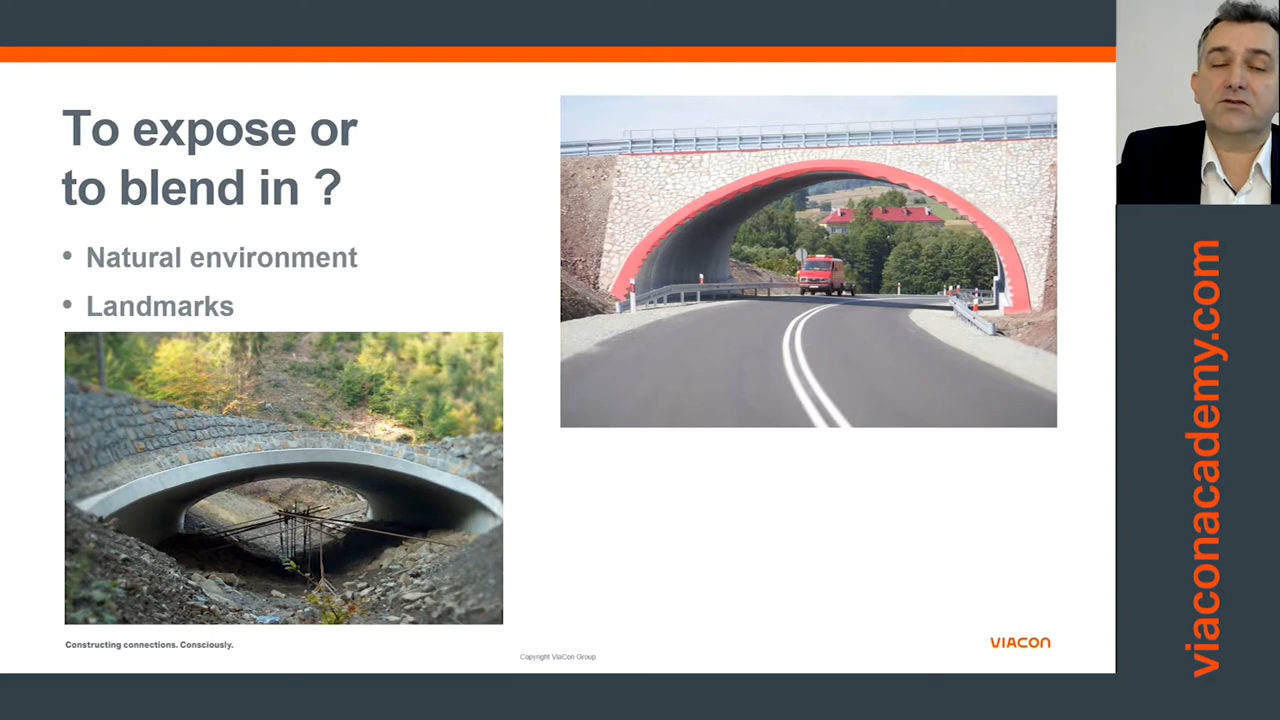 To expose or
to blend in ?
• Natural environment
• Landmarks
Constructing connections. Consciously.
Copyright ViaCon Group
VIACON
viaconacademy.com